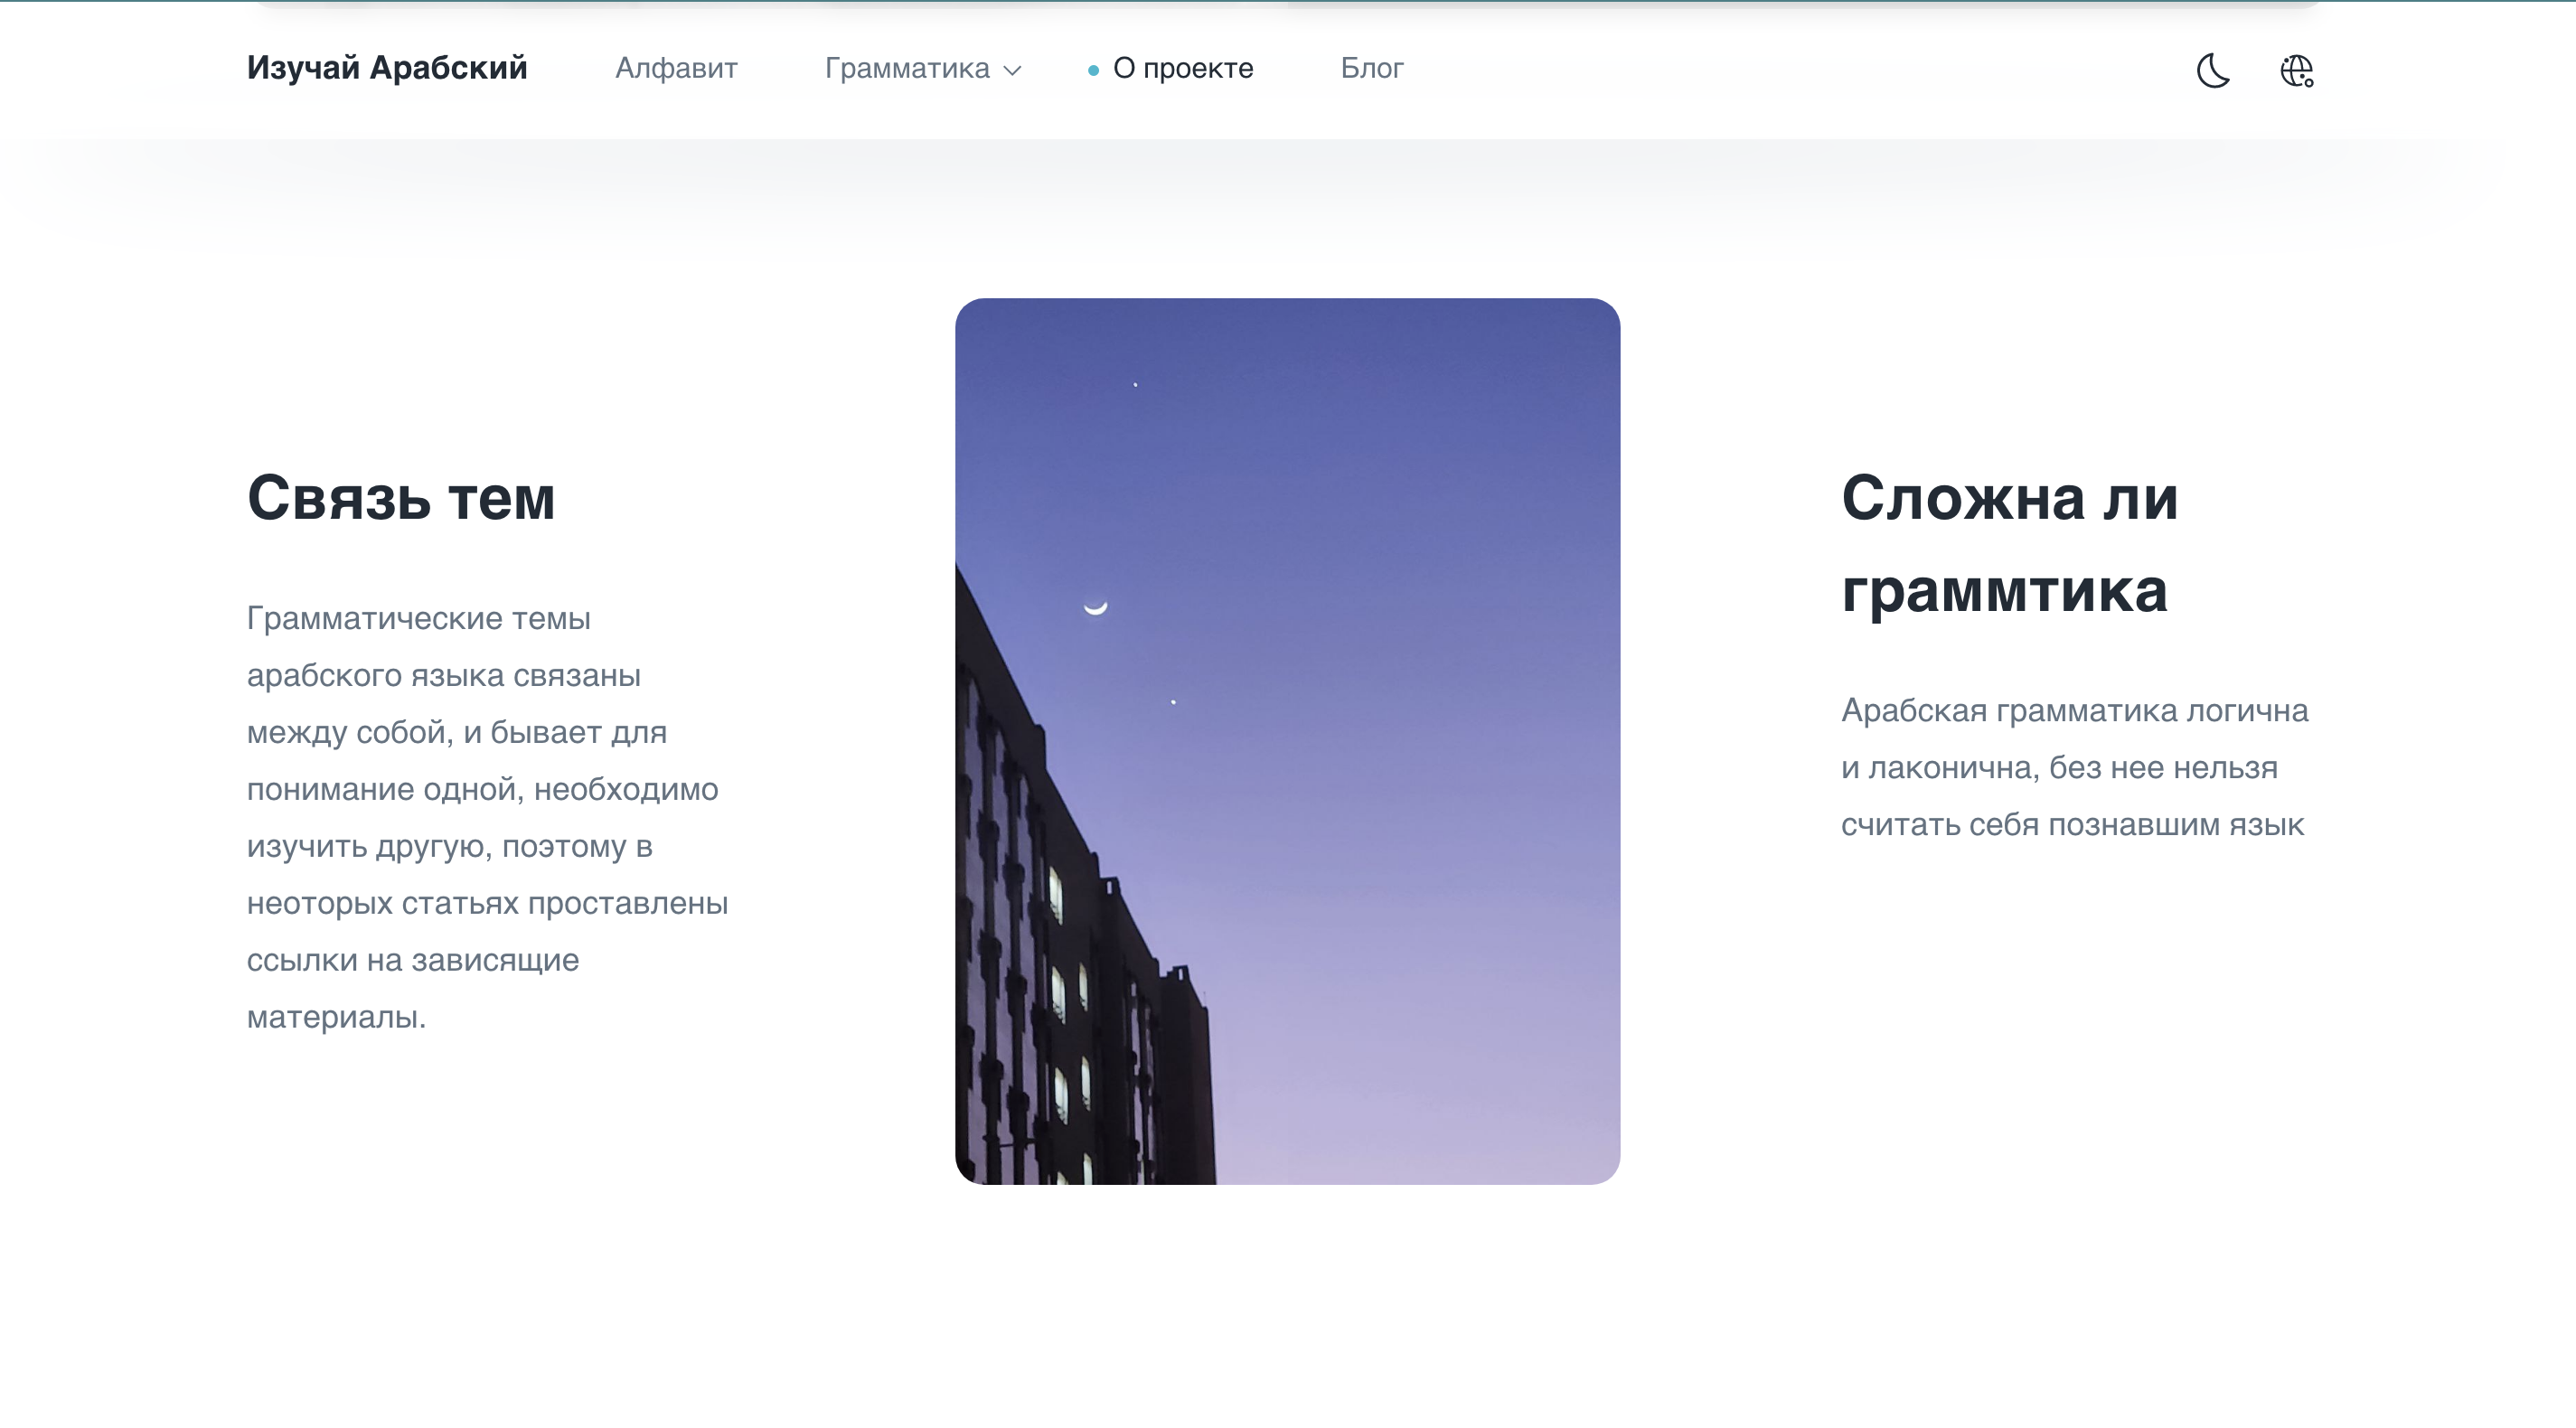 Изучай Арабский
Алфавит
Грамматика
О проекте
Блог
Связь тем
Грамматические темы
арабского языка связаны
между собой, и бывает для
понимание одной, необходимо
изучить другую, поэтому в
неоторых статьях проставлены
ссылки на зависящие
материалы.
Сложна ли
граммтика
Арабская грамматика логична
и лаконична, без нее нельзя
считать себя познавшим язык